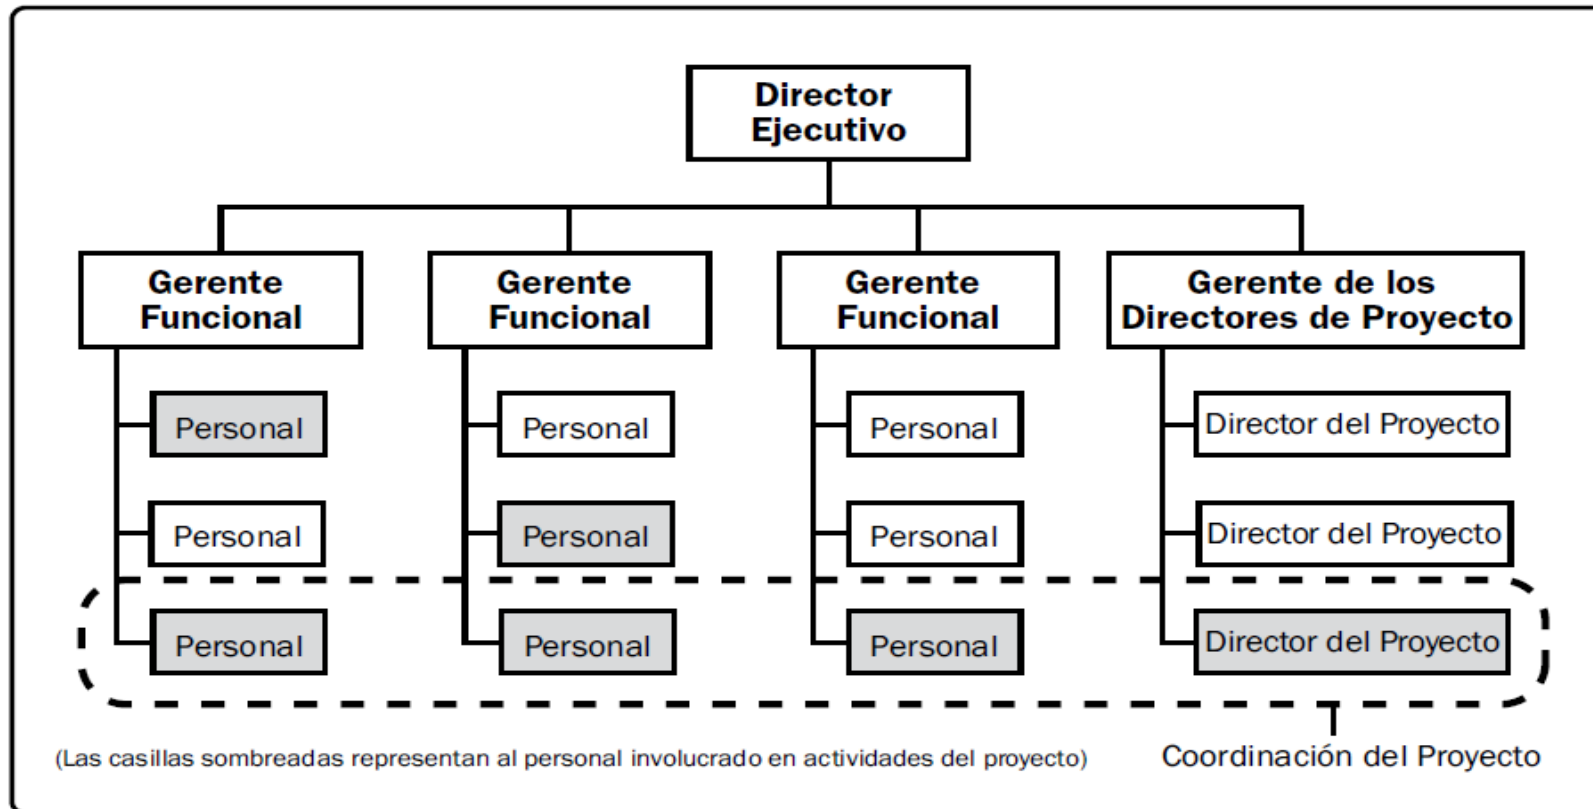 Director
Ejecutivo
Gerente
Funcional
Gerente
Funcional
Gerente
Funcional
Gerente de los
Directores de Proyecto
Personal
Personal
Personal
Director del Proyecto
Personal
Personal
Personal
Director del Proyecto
Personal
Personal
Personal
Director del Proyecto
(Las casillas sombreadas representan al personal involucrado en actividades del proyecto)
Coordinación del Proyecto